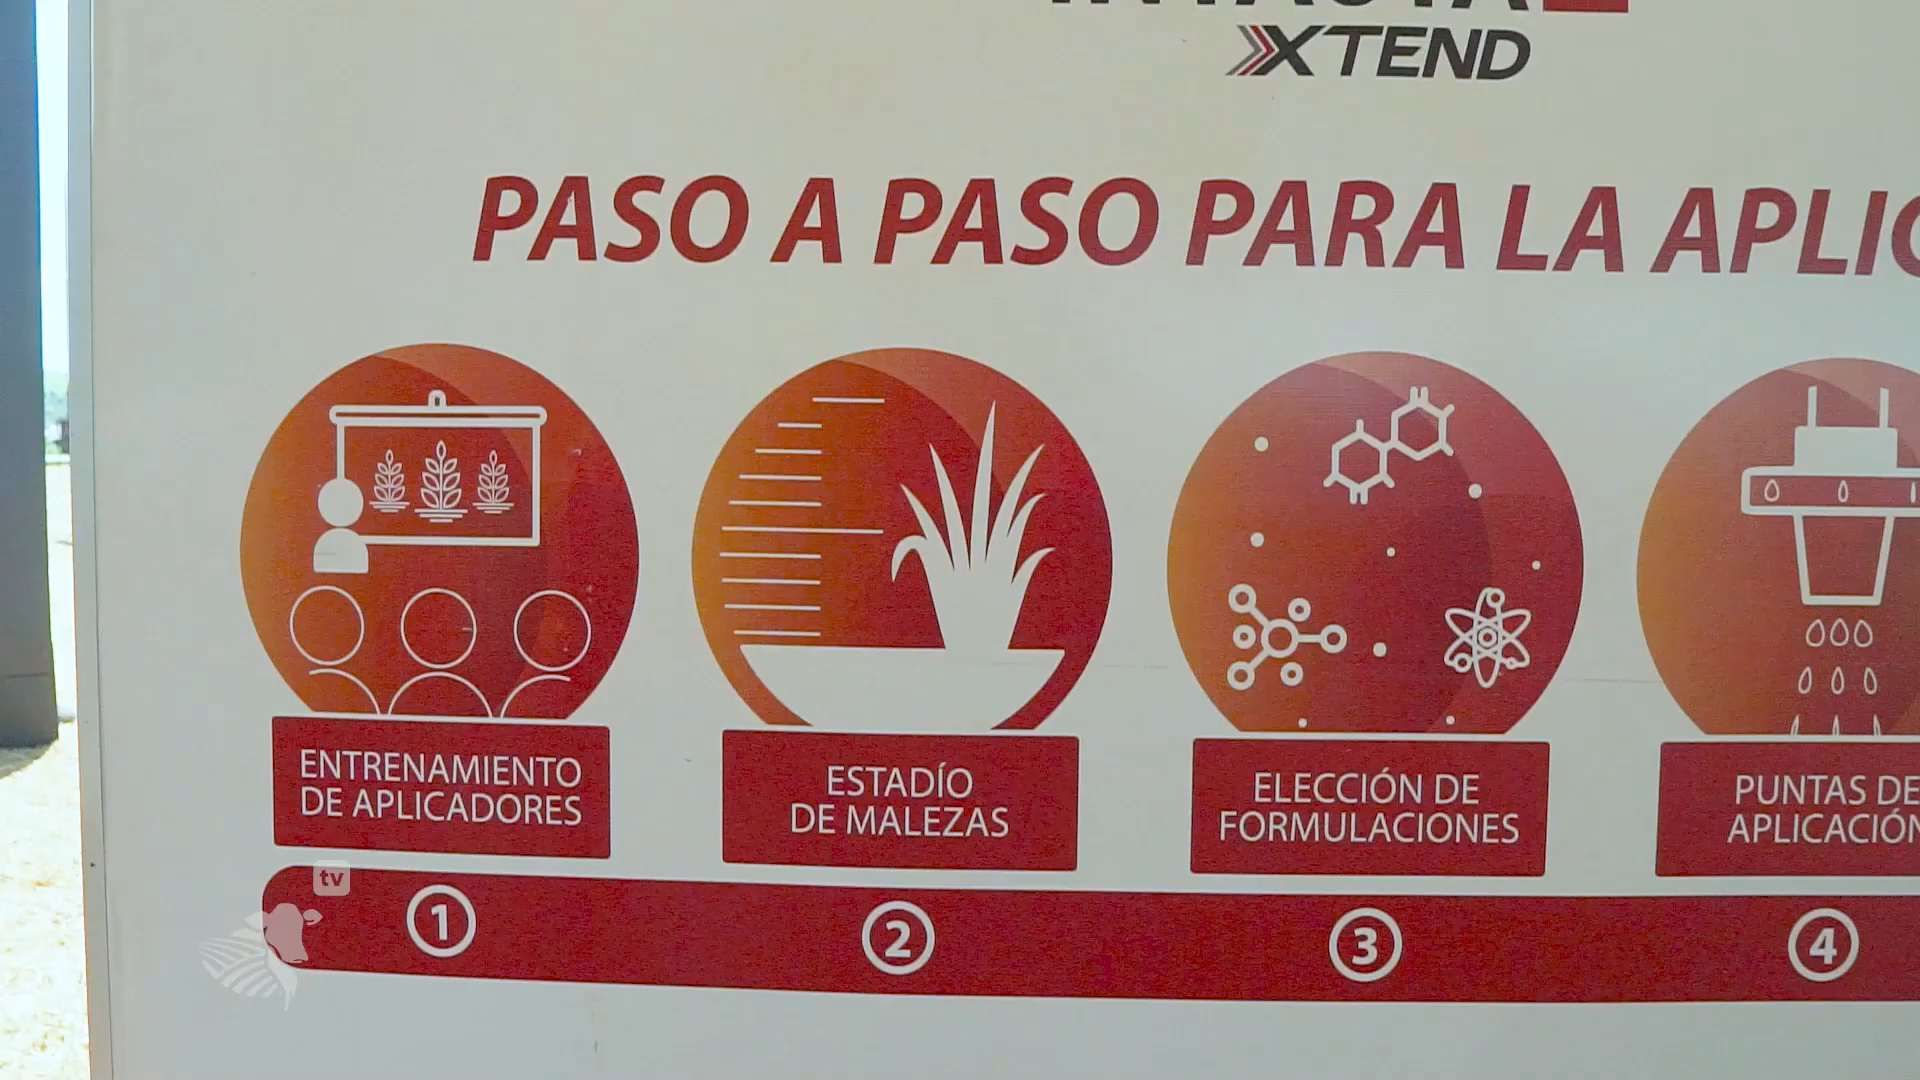 XTEND
PASO A PASO PARA LA APLIC
ENTRENAMIENTO
DE APLICADORES
ESTADÍO
DE MALEZAS
ELECCIÓN DE
FORMULACIONES
PUNTAS DE
APLICACIÓN
1
2
3
4
tv